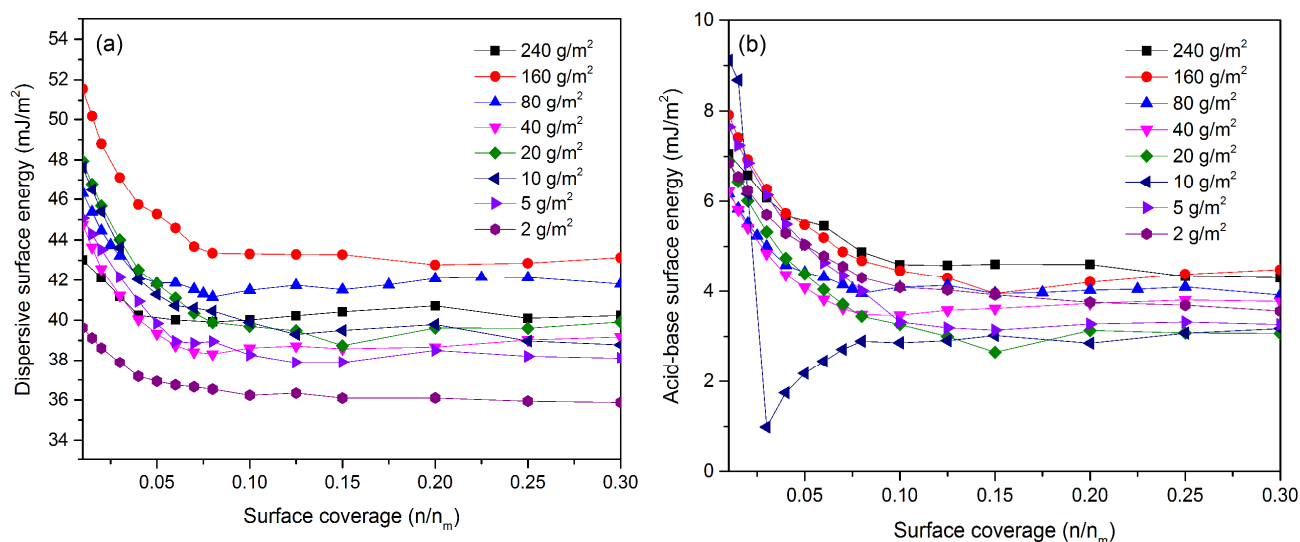 (a)
54
52
50
48
46
44
42
40
38
36
34
Dispersive surface energy (mJ/m²)
240 g/m²
160 g/m²
80 g/m²
40 g/m²
20 g/m²
10 g/m²
5 g/m²
2 g/m²
0.05 0.10 0.15 0.20 0.25 0.30
Surface coverage (n/nₘ)
(b)
10
8
6
4
2
0
Acid-base surface energy (mJ/m²)
240 g/m²
160 g/m²
80 g/m²
40 g/m²
20 g/m²
10 g/m²
5 g/m²
2 g/m²
0.05 0.10 0.15 0.20 0.25 0.30
Surface coverage (n/nₘ)